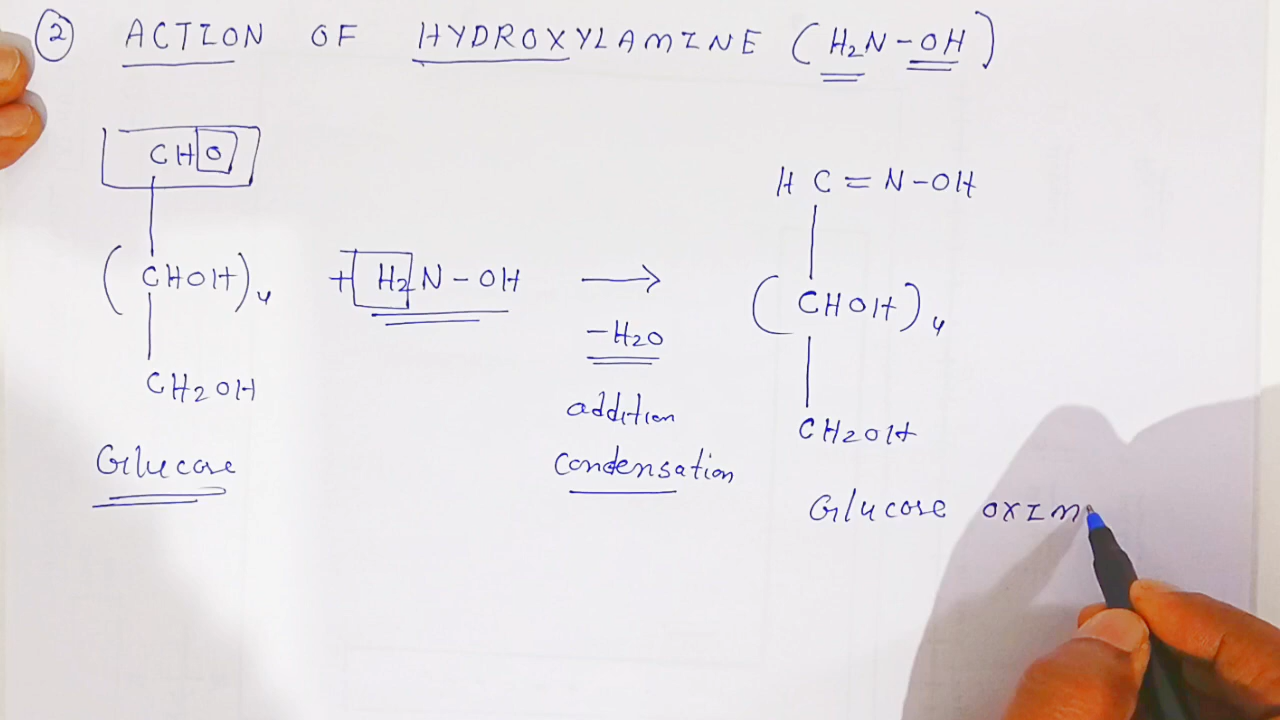 ② ACTION OF HYDROXYLAMINE (H2N-OH)
CHO
(CHOH)4
CH2OH
Glucose
+ H2N-OH
→
-H2O
addition
condensation
HC=N-OH
(CHOH)4
CH2OH
Glucose OXIM